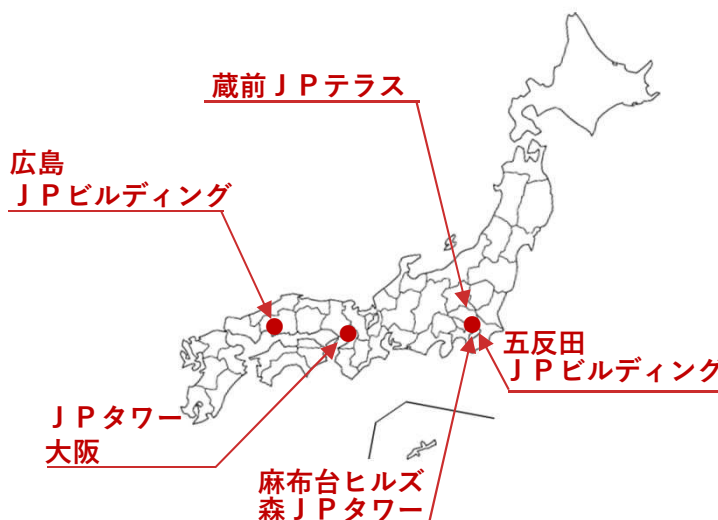 蔵前ＪＰテラス
広島
ＪＰビルディング
五反田
ＪＰビルディング
ＪＰタワー
大阪
麻布台ヒルズ
森ＪＰタワー